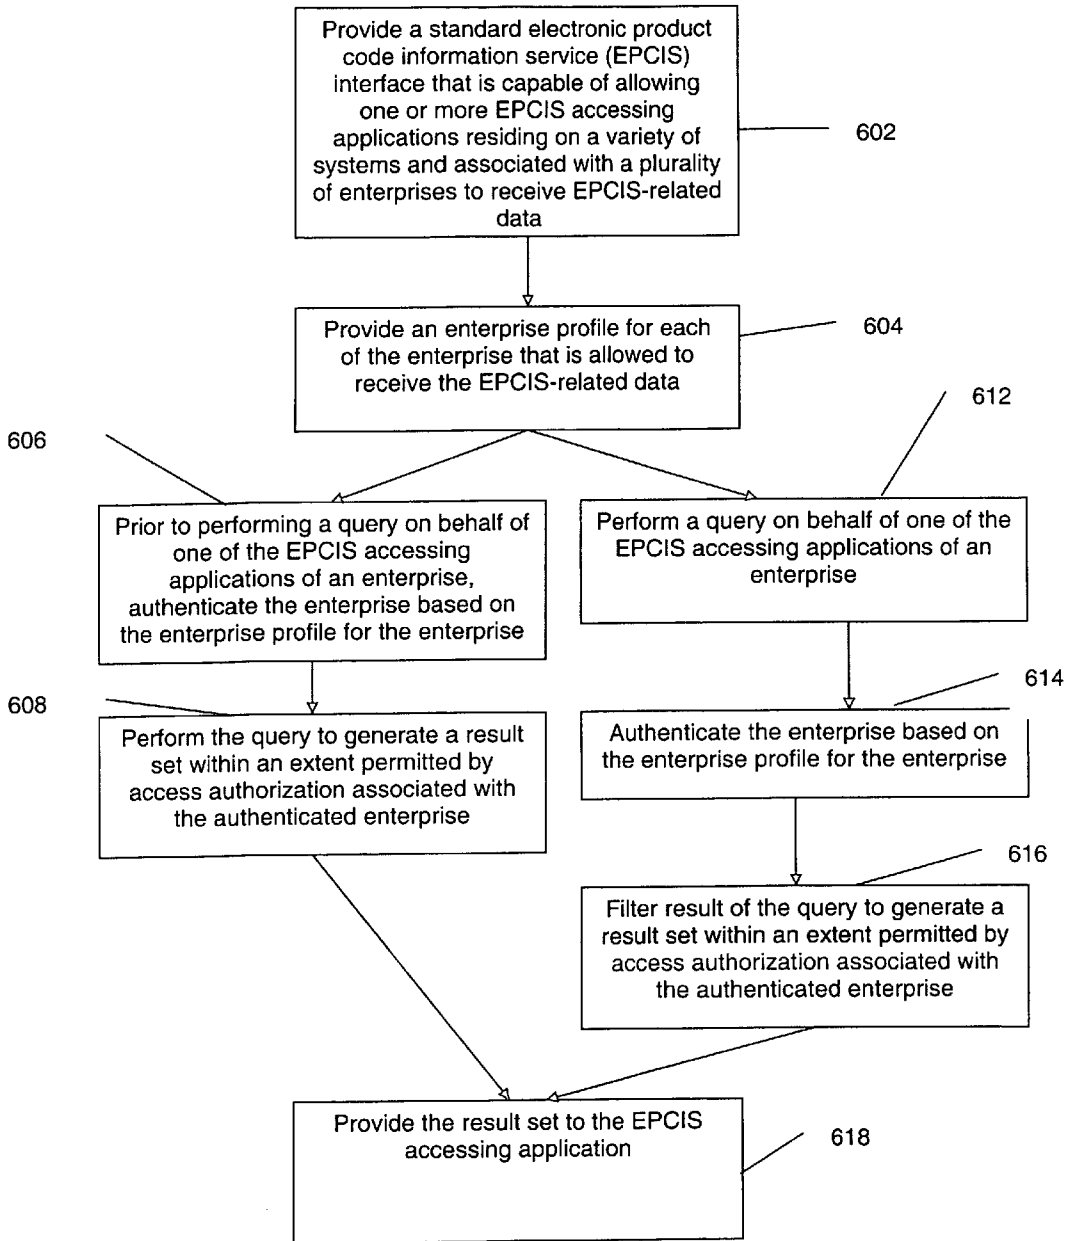 Provide a standard electronic product
code information service (EPCIS)
interface that is capable of allowing
one or more EPCIS accessing
applications residing on a variety of
systems and associated with a plurality
of enterprises to receive EPCIS-related
data
602
Provide an enterprise profile for each
of the enterprise that is allowed to
receive the EPCIS-related data
604
606
612
Prior to performing a query on behalf of
one of the EPCIS accessing
applications of an enterprise,
authenticate the enterprise based on
the enterprise profile for the enterprise
Perform a query on behalf of one of the
EPCIS accessing applications of an
enterprise
608
614
Perform the query to generate a result
set within an extent permitted by
access authorization associated with
the authenticated enterprise
Authenticate the enterprise based on
the enterprise profile for the enterprise
616
Filter result of the query to generate a
result set within an extent permitted by
access authorization associated with
the authenticated enterprise
Provide the result set to the EPCIS
accessing application
618